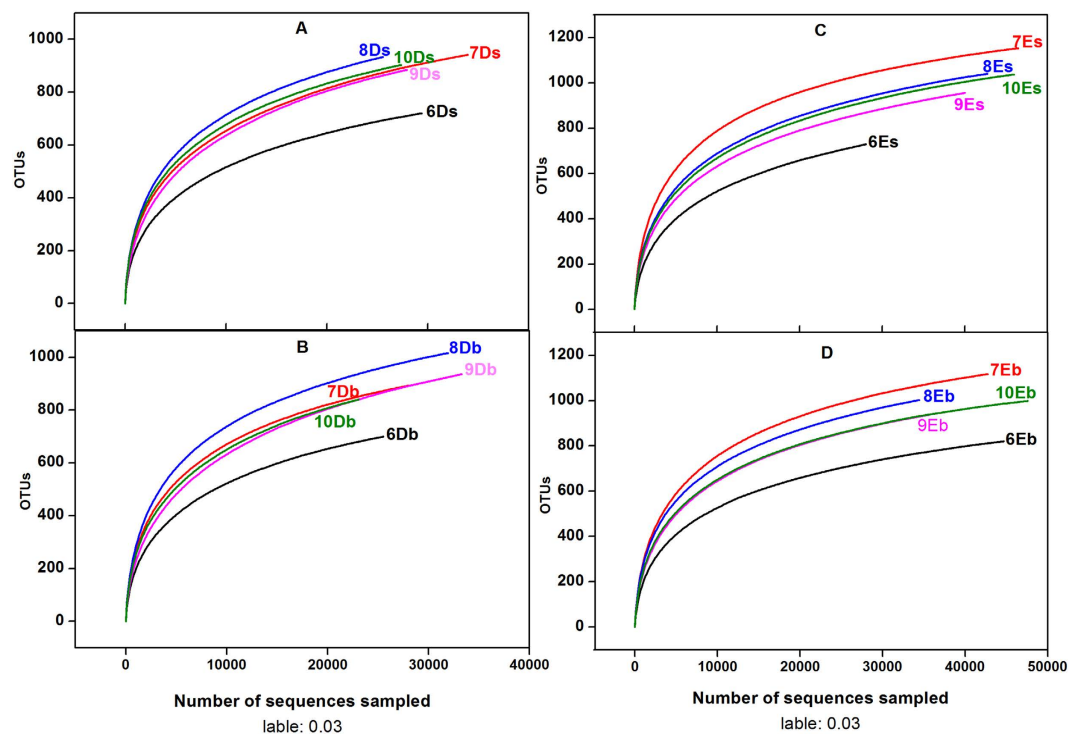 A
1000
800
600
400
200
0
OTUs
8Ds
7Ds
10Ds
9Ds
6Ds
C
1200
1000
800
600
400
200
0
OTUs
7Es
8Es
10Es
9Es
6Es
B
1000
800
600
400
200
0
OTUs
8Db
9Db
7Db
10Db
6Db
0 10000 20000 30000 40000
Number of sequences sampled
lable: 0.03
D
1200
1000
800
600
400
200
0
OTUs
7Eb
8Eb
10Eb
9Eb
6Eb
0 10000 20000 30000 40000 50000
Number of sequences sampled
lable: 0.03